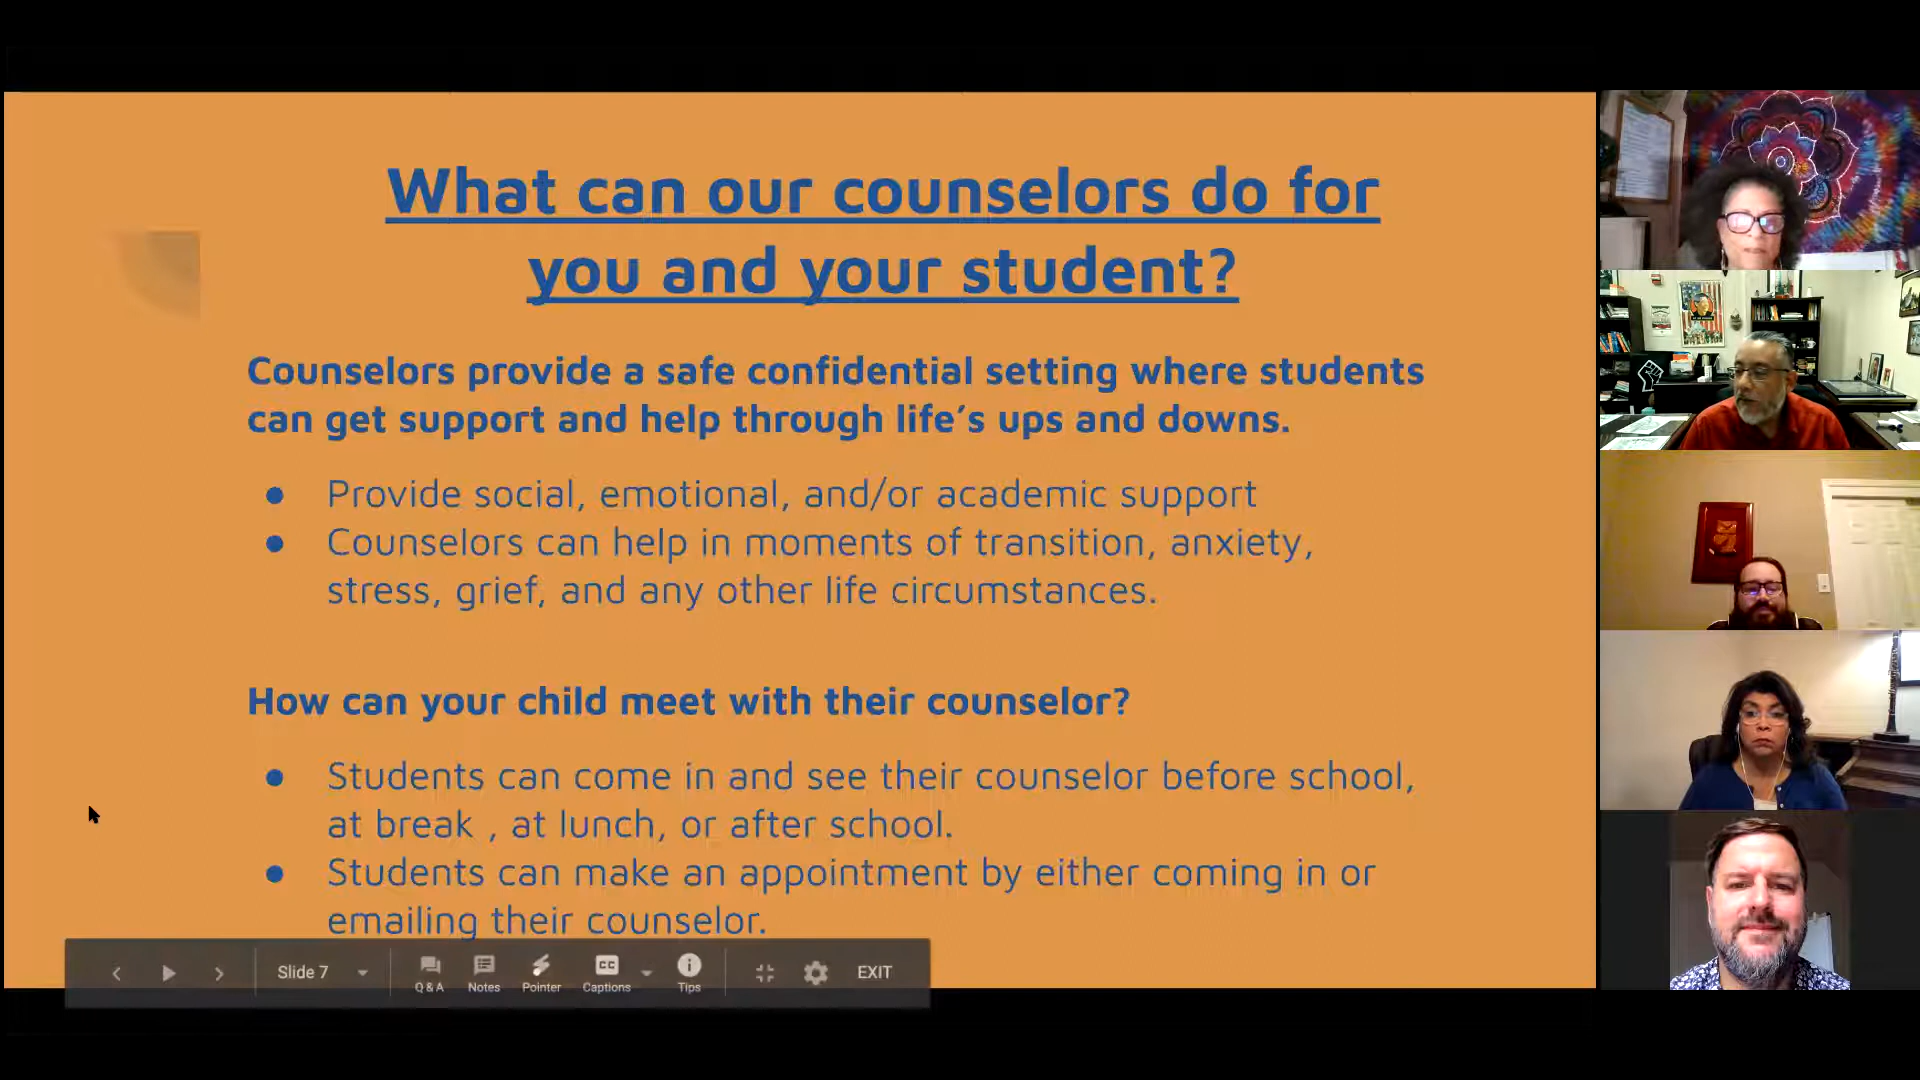 What can our counselors do for
you and your student?
Counselors provide a safe confidential setting where students
can get support and help through life's ups and downs.
● Provide social, emotional, and/or academic support
● Counselors can help in moments of transition, anxiety,
stress, grief, and any other life circumstances.
How can your child meet with their counselor?
● Students can come in and see their counselor before school,
at break , at lunch, or after school.
● Students can make an appointment by either coming in or
emailing their counselor.
Slide 7
Q & A Notes Pointer Captions Tips EXIT